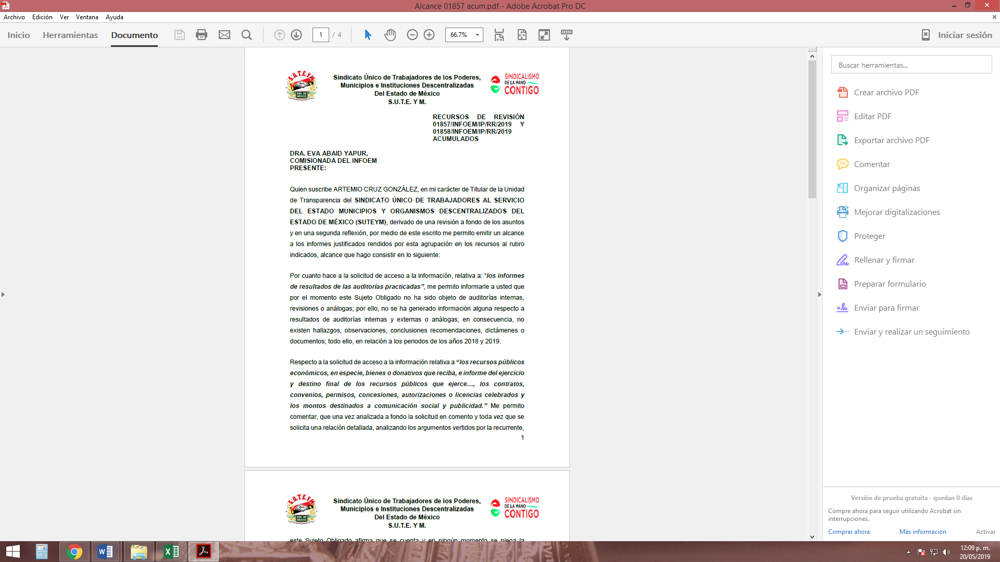 Alcance 01857 acum.pdf - Adobe Acrobat Pro DC
Archivo Edición Ver Ventana Ayuda
Inicio Herramientas Documento 1 / 4 66.7% Iniciar sesión
S.U.T.E.Y.M.
EDO. DE MÉXICO
Sindicato Único de Trabajadores de los Poderes,
Municipios e Instituciones Descentralizadas
Del Estado de México
S.U.T.E. Y M.
SINDICALISMO
DE LA MANO
CONTIGO
RECURSOS DE REVISIÓN
01857/INFOEM/IP/RR/2019 Y
01858/INFOEM/IP/RR/2019
ACUMULADOS
DRA. EVA ABAID YAPUR,
COMISIONADA DEL INFOEM
PRESENTE:
Quien suscribe ARTEMIO CRUZ GONZÁLEZ, en mi carácter de Titular de la Unidad
de Transparencia del SINDICATO ÚNICO DE TRABAJADORES AL SERVICIO
DEL ESTADO MUNICIPIOS Y ORGANISMOS DESCENTRALIZADOS DEL
ESTADO DE MÉXICO (SUTEYM), derivado de una revisión a fondo de los asuntos
y en una segunda reflexión, por medio de este escrito me permito emitir un alcance
a los informes justificados rendidos por esta agrupación en los recursos al rubro
indicados, alcance que hago consistir en lo siguiente:
Por cuanto hace a la solicitud de acceso a la información, relativa a: “los informes
de resultados de las auditorías practicadas”, me permito informarle a usted que
por el momento este Sujeto Obligado no ha sido objeto de auditorías internas,
revisiones o análogas; por ello, no se ha generado información alguna respecto a
resultados de auditorías internas y externas o análogas; en consecuencia, no
existen hallazgos, observaciones, conclusiones recomendaciones, dictámenes o
documentos; todo ello, en relación a los periodos de los años 2018 y 2019.
Respecto a la solicitud de acceso a la información relativa a “los recursos públicos
económicos, en especie, bienes o donativos que reciba, e informe del ejercicio
y destino final de los recursos públicos que ejerce…, los contratos,
convenios, permisos, concesiones, autorizaciones o licencias celebrados y
los montos destinados a comunicación social y publicidad.” Me permito
comentar, que una vez analizada a fondo la solicitud en comento y toda vez que se
solicita una relación detallada, analizando los argumentos vertidos por la recurrente,
1
S.U.T.E.Y.M.
EDO. DE MÉXICO
Sindicato Único de Trabajadores de los Poderes,
Municipios e Instituciones Descentralizadas
Del Estado de México
S.U.T.E. Y M.
SINDICALISMO
DE LA MANO
CONTIGO
este Sujeto Obligado afirma que se cuenta y en ningún momento se niega la
Buscar herramientas...
Crear archivo PDF
Editar PDF
Exportar archivo PDF
Comentar
Organizar páginas
Mejorar digitalizaciones
Proteger
Rellenar y firmar
Preparar formulario
Enviar para firmar
Enviar y realizar un seguimiento
Versión de prueba gratuita - quedan 0 días
Compre ahora para seguir utilizando Acrobat sin
interrupciones.
Comprar ahora Más información Activar
12:09 p. m.
20/05/2019